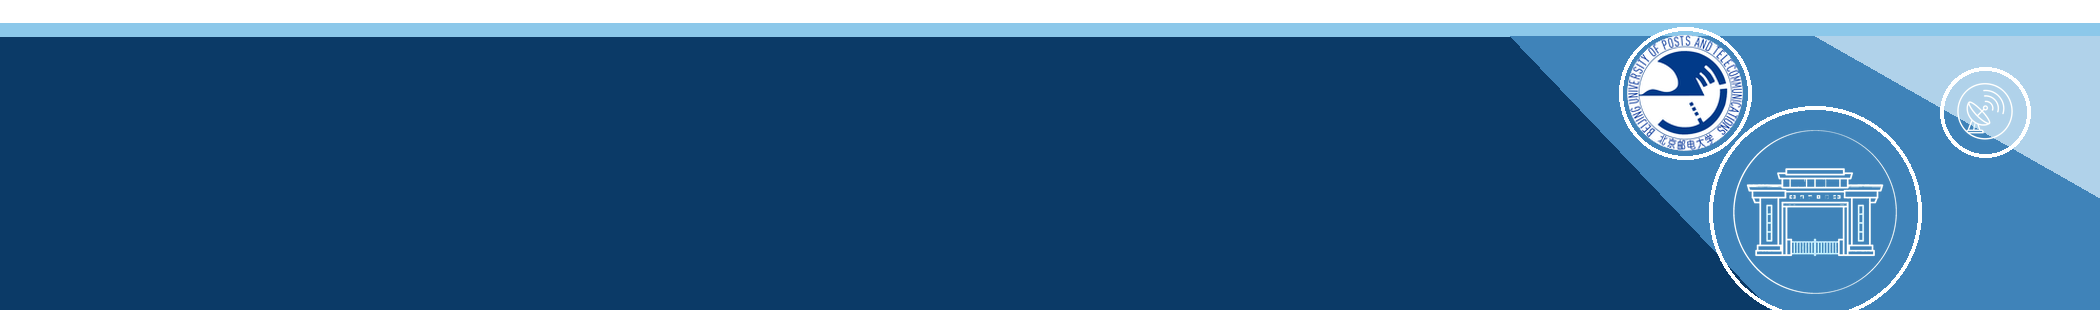 BEIJING UNIVERSITY OF POSTS AND TELECOMMUNICATIONS
北京邮电大学